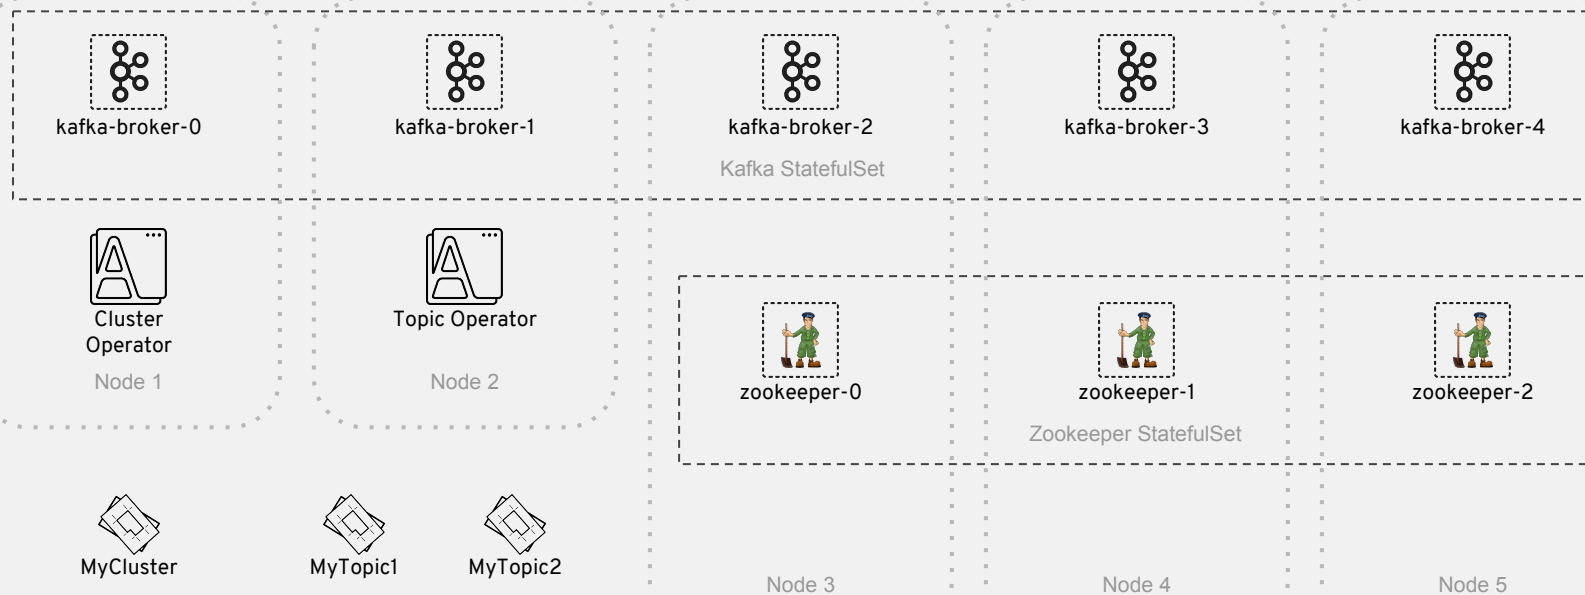 kafka-broker-0
kafka-broker-1
kafka-broker-2
kafka-broker-3
kafka-broker-4
Kafka StatefulSet
Cluster
Operator
Topic Operator
Node 1
Node 2
zookeeper-0
zookeeper-1
zookeeper-2
Zookeeper StatefulSet
MyCluster
MyTopic1
MyTopic2
Node 3
Node 4
Node 5